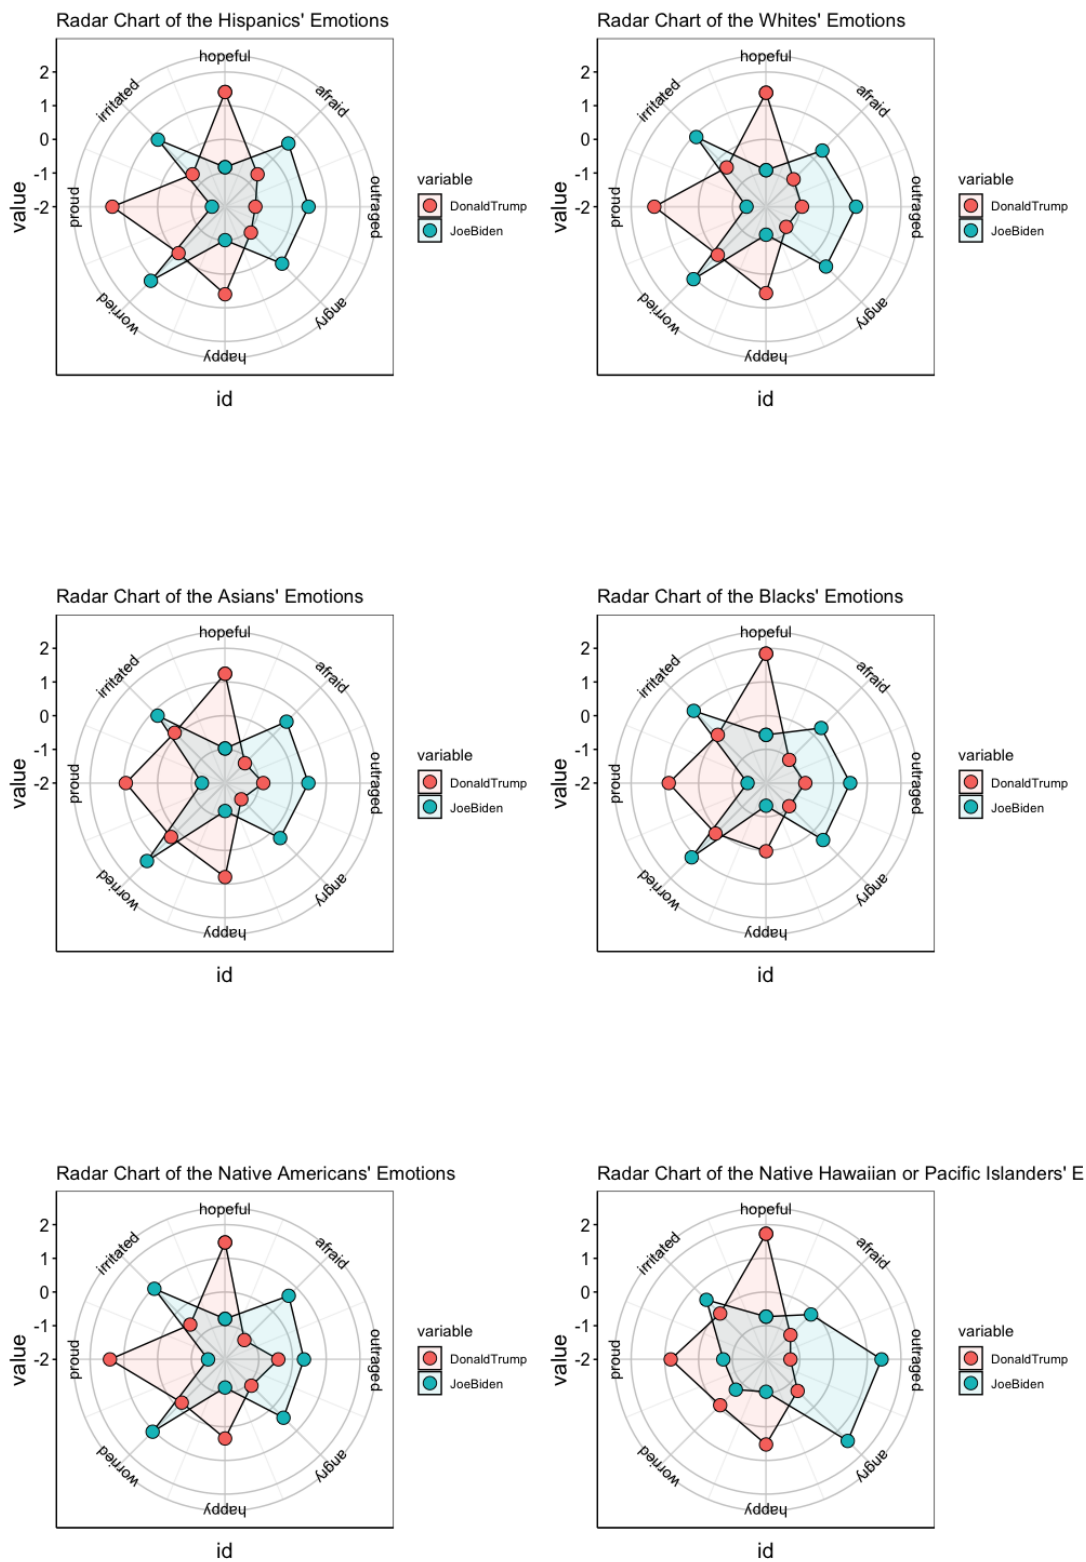 Radar Chart of the Hispanics' Emotions
hopeful
afraid
outraged
angry
happy
worried
proud
irritated
2
1
0
-1
-2
value
id
variable
DonaldTrump
JoeBiden
Radar Chart of the Whites' Emotions
hopeful
afraid
outraged
angry
happy
worried
proud
irritated
2
1
0
-1
-2
value
id
variable
DonaldTrump
JoeBiden
Radar Chart of the Asians' Emotions
hopeful
afraid
outraged
angry
happy
worried
proud
irritated
2
1
0
-1
-2
value
id
variable
DonaldTrump
JoeBiden
Radar Chart of the Blacks' Emotions
hopeful
afraid
outraged
angry
happy
worried
proud
irritated
2
1
0
-1
-2
value
id
variable
DonaldTrump
JoeBiden
Radar Chart of the Native Americans' Emotions
hopeful
afraid
outraged
angry
happy
worried
proud
irritated
2
1
0
-1
-2
value
id
variable
DonaldTrump
JoeBiden
Radar Chart of the Native Hawaiian or Pacific Islanders' E
hopeful
afraid
outraged
angry
happy
worried
proud
irritated
2
1
0
-1
-2
value
id
variable
DonaldTrump
JoeBiden